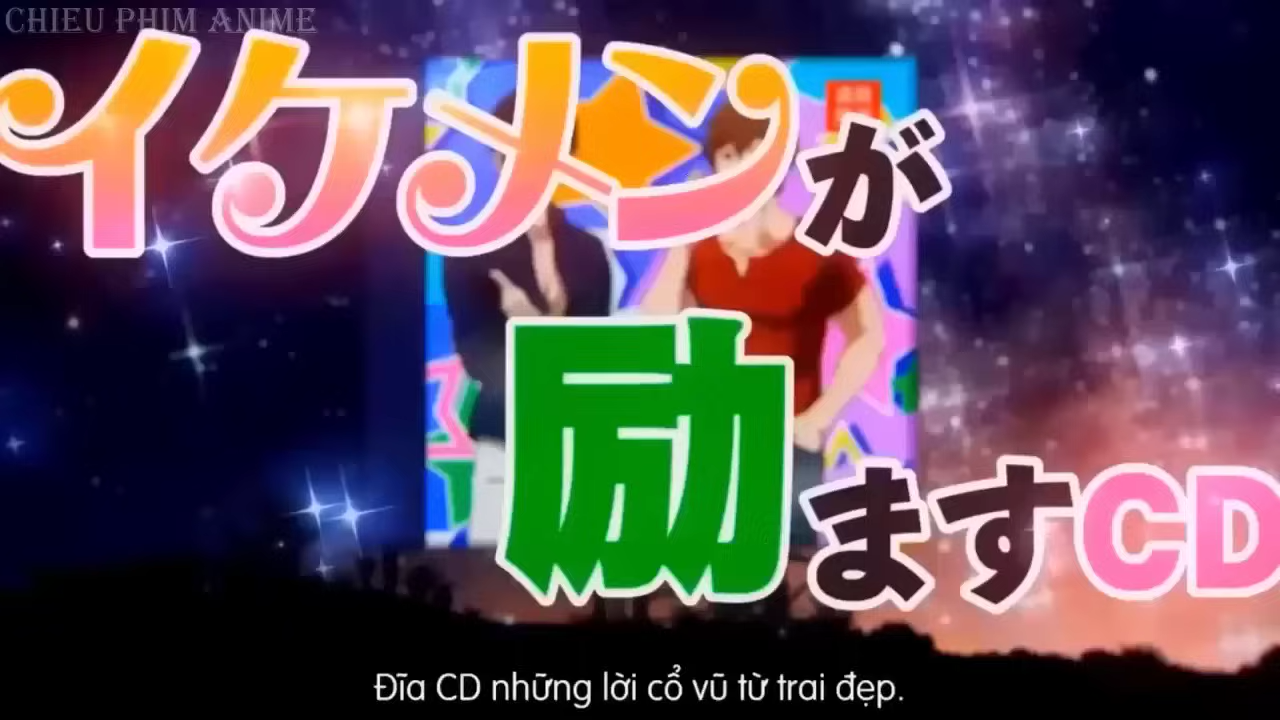 CHIEU PHIM ANIME
イケメンが
励ますCD
Đĩa CD những lời cổ vũ từ trai đẹp.